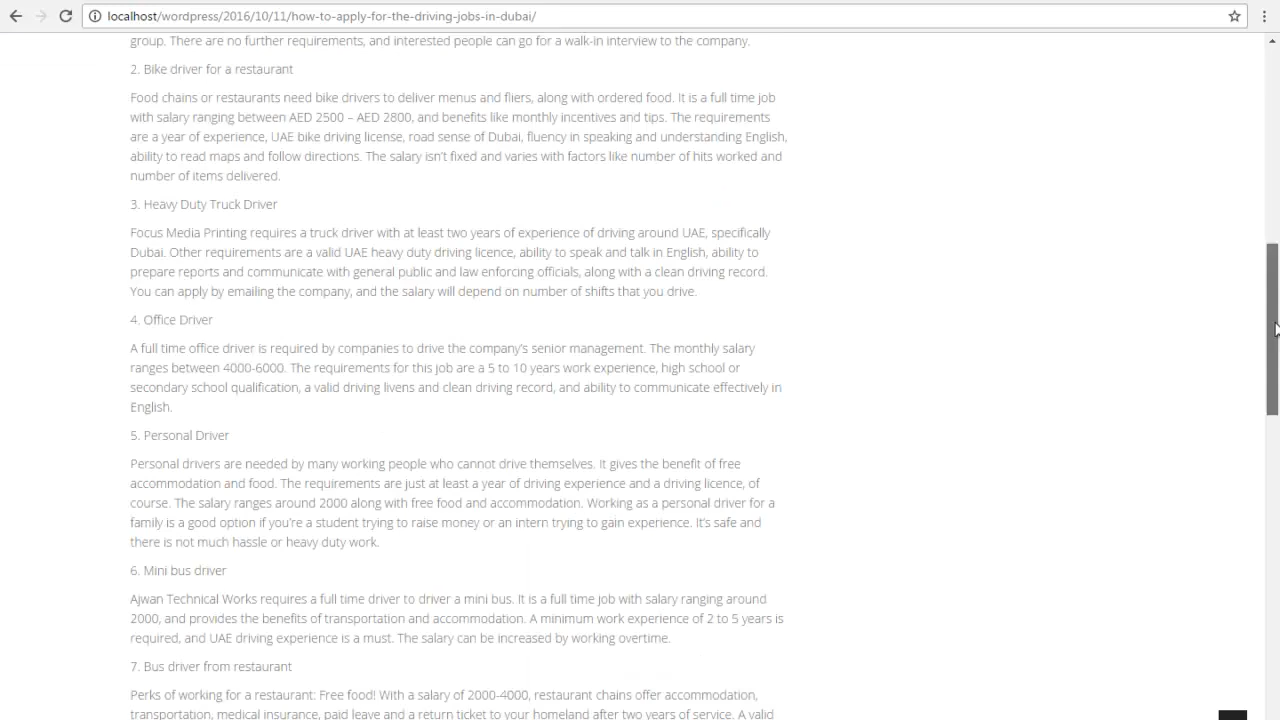 localhost/wordpress/2016/10/11/how-to-apply-for-the-driving-jobs-in-dubai/
group. There are no further requirements, and interested people can go for a walk-in interview to the company.
2. Bike driver for a restaurant
Food chains or restaurants need bike drivers to deliver menus and fliers, along with ordered food. It is a full time job
with salary ranging between AED 2500 – AED 2800, and benefits like monthly incentives and tips. The requirements
are a year of experience, UAE bike driving license, road sense of Dubai, fluency in speaking and understanding English,
ability to read maps and follow directions. The salary isn't fixed and varies with factors like number of hits worked and
number of items delivered.
3. Heavy Duty Truck Driver
Focus Media Printing requires a truck driver with at least two years of experience of driving around UAE, specifically
Dubai. Other requirements are a valid UAE heavy duty driving licence, ability to speak and talk in English, ability to
prepare reports and communicate with general public and law enforcing officials, along with a clean driving record.
You can apply by emailing the company, and the salary will depend on number of shifts that you drive.
4. Office Driver
A full time office driver is required by companies to drive the company's senior management. The monthly salary
ranges between 4000-6000. The requirements for this job are a 5 to 10 years work experience, high school or
secondary school qualification, a valid driving livens and clean driving record, and ability to communicate effectively in
English.
5. Personal Driver
Personal drivers are needed by many working people who cannot drive themselves. It gives the benefit of free
accommodation and food. The requirements are just at least a year of driving experience and a driving licence, of
course. The salary ranges around 2000 along with free food and accommodation. Working as a personal driver for a
family is a good option if you're a student trying to raise money or an intern trying to gain experience. It's safe and
there is not much hassle or heavy duty work.
6. Mini bus driver
Ajwan Technical Works requires a full time driver to driver a mini bus. It is a full time job with salary ranging around
2000, and provides the benefits of transportation and accommodation. A minimum work experience of 2 to 5 years is
required, and UAE driving experience is a must. The salary can be increased by working overtime.
7. Bus driver from restaurant
Perks of working for a restaurant: Free food! With a salary of 2000-4000, restaurant chains offer accommodation,
transportation, medical insurance, paid leave and a return ticket to your homeland after two years of service. A valid